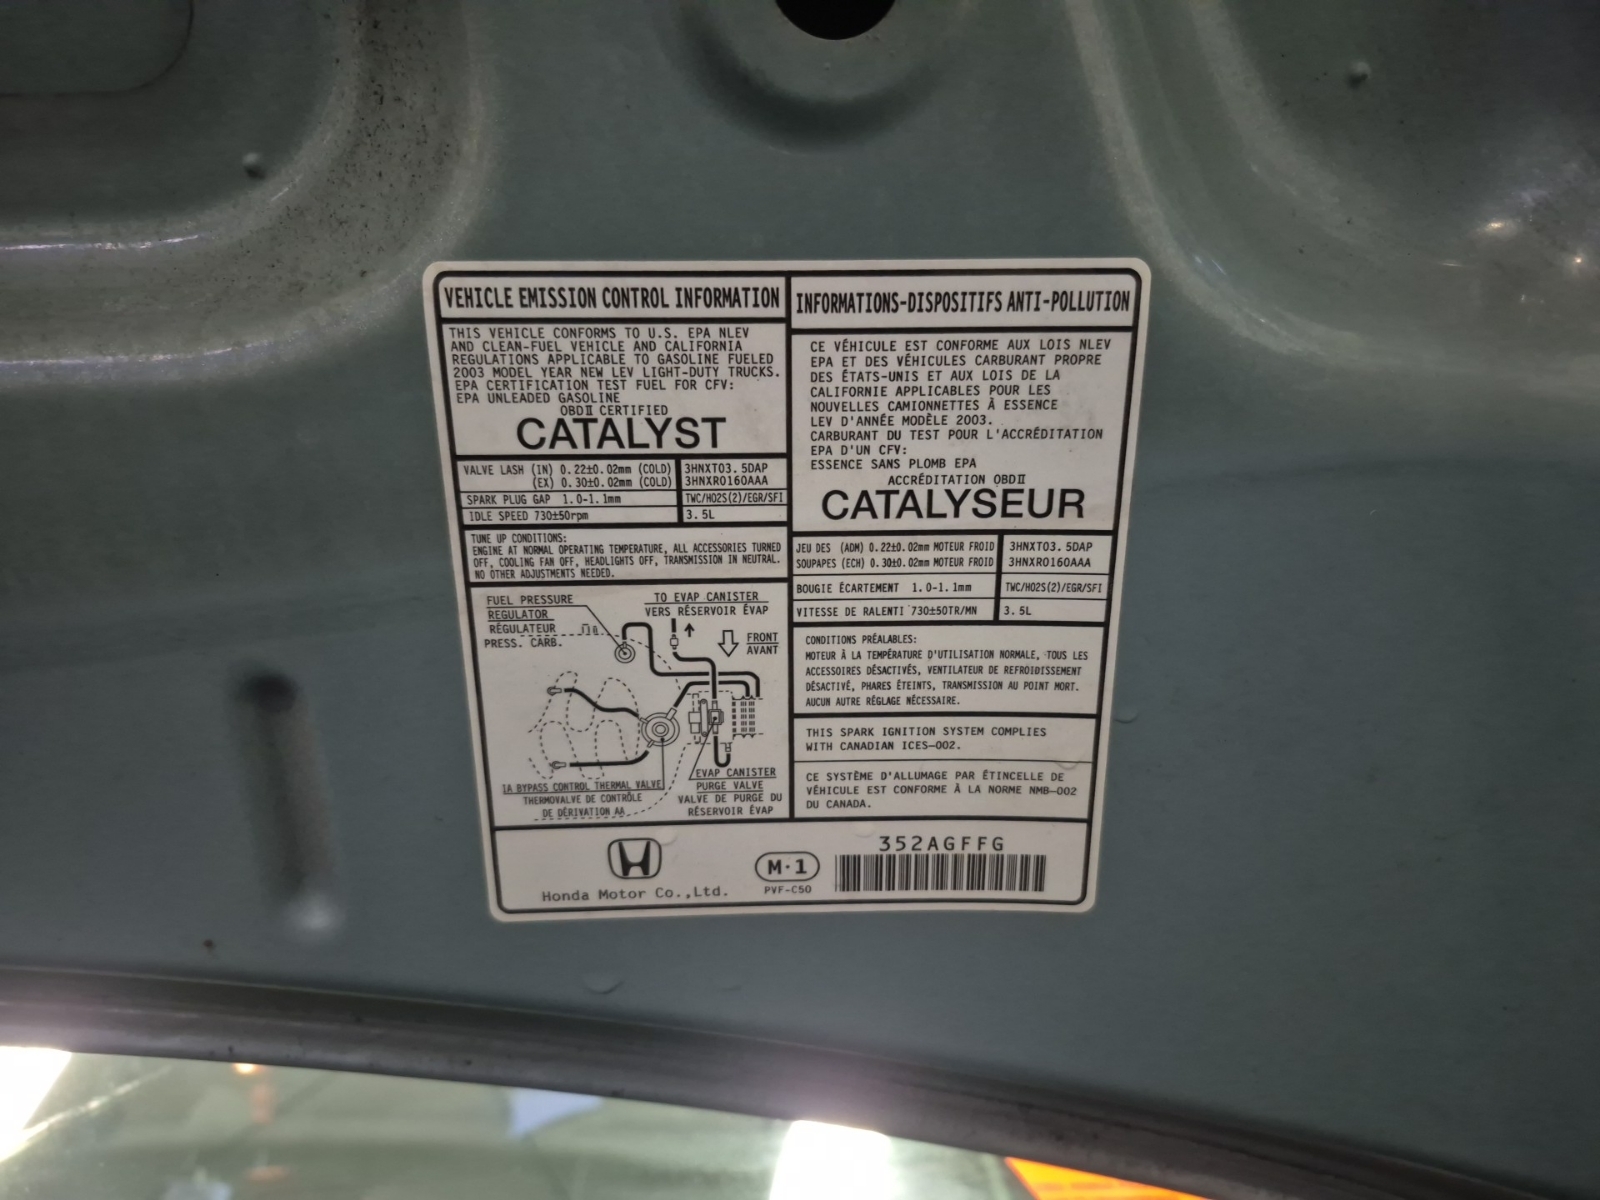 VEHICLE EMISSION CONTROL INFORMATION
THIS VEHICLE CONFORMS TO U.S. EPA NLEV
AND CLEAN-FUEL VEHICLE AND CALIFORNIA
REGULATIONS APPLICABLE TO GASOLINE FUELED
2003 MODEL YEAR NEW LEV LIGHT-DUTY TRUCKS.
EPA CERTIFICATION TEST FUEL FOR CFV:
EPA UNLEADED GASOLINE
OBDⅡ CERTIFIED
CATALYST
VALVE LASH (IN) 0.22±0.02mm (COLD)
(EX) 0.30±0.02mm (COLD)
3HNXT03.5DAP
3HNXR0160AAA
SPARK PLUG GAP 1.0-1.1mm
TWC/HO2S(2)/EGR/SFI
IDLE SPEED 730±50rpm
3.5L
TUNE UP CONDITIONS:
ENGINE AT NORMAL OPERATING TEMPERATURE, ALL ACCESSORIES TURNED
OFF, COOLING FAN OFF, HEADLIGHTS OFF, TRANSMISSION IN NEUTRAL.
NO OTHER ADJUSTMENTS NEEDED.
FUEL PRESSURE
REGULATOR
RÉGULATEUR
PRESS. CARB.
TO EVAP CANISTER
VERS RÉSERVOIR ÉVAP
FRONT
AVANT
IA BYPASS CONTROL THERMAL VALVE
THERMOVALVE DE CONTRÔLE
DE DÉRIVATION AA
EVAP CANISTER
PURGE VALVE
VALVE DE PURGE DU
RÉSERVOIR ÉVAP
INFORMATIONS-DISPOSITIFS ANTI-POLLUTION
CE VÉHICULE EST CONFORME AUX LOIS NLEV
EPA ET DES VÉHICULES CARBURANT PROPRE
DES ÉTATS-UNIS ET AUX LOIS DE LA
CALIFORNIE APPLICABLES POUR LES
NOUVELLES CAMIONNETTES À ESSENCE
LEV D'ANNÉE MODÈLE 2003.
CARBURANT DU TEST POUR L'ACCRÉDITATION
EPA D'UN CFV:
ESSENCE SANS PLOMB EPA
ACCRÉDITATION OBDⅡ
CATALYSEUR
JEU DES (ADM) 0.22±0.02mm MOTEUR FROID
SOUPAPES (ECH) 0.30±0.02mm MOTEUR FROID
3HNXT03.5DAP
3HNXR0160AAA
BOUGIE ÉCARTEMENT 1.0-1.1mm
TWC/HO2S(2)/EGR/SFI
VITESSE DE RALENTI 730±50TR/MN
3.5L
CONDITIONS PRÉALABLES:
MOTEUR À LA TEMPÉRATURE D'UTILISATION NORMALE, TOUS LES
ACCESSOIRES DÉSACTIVÉS, VENTILATEUR DE REFROIDISSEMENT
DÉSACTIVÉ, PHARES ÉTEINTS, TRANSMISSION AU POINT MORT.
AUCUN AUTRE RÉGLAGE NÉCESSAIRE.
THIS SPARK IGNITION SYSTEM COMPLIES
WITH CANADIAN ICES-002.
CE SYSTÈME D'ALLUMAGE PAR ÉTINCELLE DE
VÉHICULE EST CONFORME À LA NORME NMB-002
DU CANADA.
Honda Motor Co.,Ltd.
M·1
PVF-C50
352AGFFG